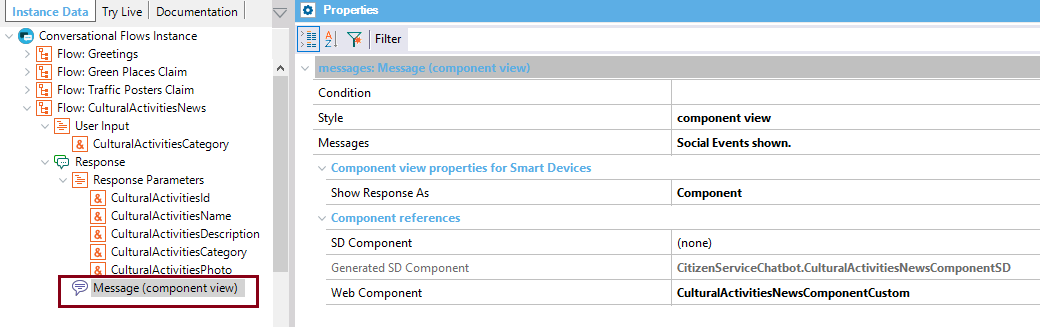 Instance Data Try Live Documentation
Conversational Flows Instance
Flow: Greetings
Flow: Green Places Claim
Flow: Traffic Posters Claim
Flow: CulturalActivitiesNews
User Input
CulturalActivitiesCategory
Response
Response Parameters
CulturalActivitiesId
CulturalActivitiesName
CulturalActivitiesDescription
CulturalActivitiesCategory
CulturalActivitiesPhoto
Message (component view)
Properties
Filter
messages: Message (component view)
Condition
Style component view
Messages Social Events shown.
Component view properties for Smart Devices
Show Response As Component
Component references
SD Component (none)
Generated SD Component CitizenServiceChatbot.CulturalActivitiesNewsComponentSD
Web Component CulturalActivitiesNewsComponentCustom